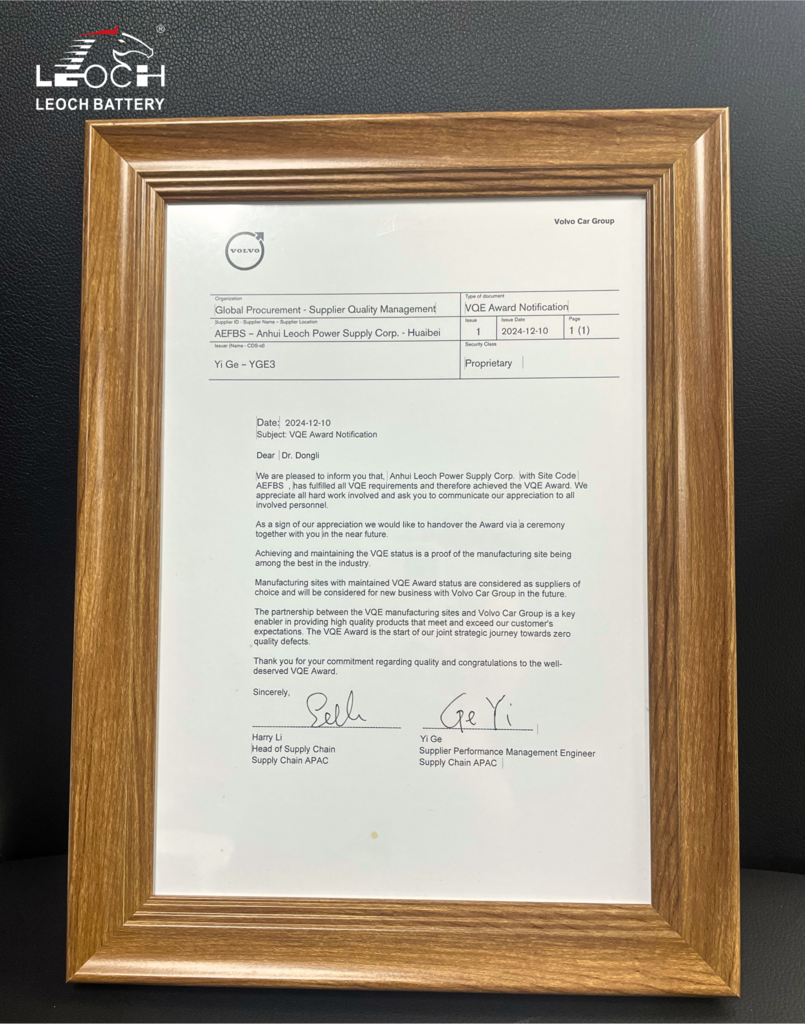 LEOCH
®
LEOCH BATTERY
Volvo Car Group
VOLVO
Organization
Type of document
Global Procurement - Supplier Quality Management
VQE Award Notification
Supplier ID - Supplier Name – Supplier Location
Issue
Issue Date
Page
AEFBS – Anhui Leoch Power Supply Corp. - Huaibei
1
2024-12-10
1 (1)
Issuer (Name - CDS-id)
Security Class
Yi Ge – YGE3
Proprietary
Date: 2024-12-10
Subject: VQE Award Notification
Dear Dr. Dongli
We are pleased to inform you that, Anhui Leoch Power Supply Corp. with Site Code
AEFBS , has fulfilled all VQE requirements and therefore achieved the VQE Award. We
appreciate all hard work involved and ask you to communicate our appreciation to all
involved personnel.
As a sign of our appreciation we would like to handover the Award via a ceremony
together with you in the near future.
Achieving and maintaining the VQE status is a proof of the manufacturing site being
among the best in the industry.
Manufacturing sites with maintained VQE Award status are considered as suppliers of
choice and will be considered for new business with Volvo Car Group in the future.
The partnership between the VQE manufacturing sites and Volvo Car Group is a key
enabler in providing high quality products that meet and exceed our customer's
expectations. The VQE Award is the start of our joint strategic journey towards zero
quality defects.
Thank you for your commitment regarding quality and congratulations to the well-
deserved VQE Award.
Sincerely,
Ge Yi
Harry Li
Yi Ge
Head of Supply Chain
Supplier Performance Management Engineer
Supply Chain APAC
Supply Chain APAC